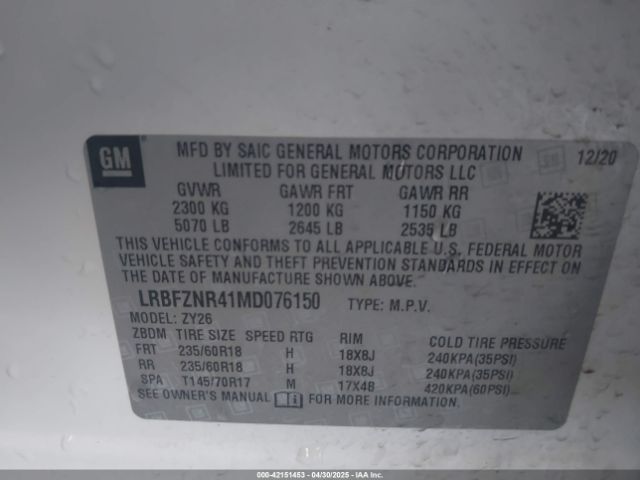 GM
MFD BY SAIC GENERAL MOTORS CORPORATION 12/20
LIMITED FOR GENERAL MOTORS LLC
GVWR GAWR FRT GAWR RR
2300 KG 1200 KG 1150 KG
5070 LB 2645 LB 2535 LB
THIS VEHICLE CONFORMS TO ALL APPLICABLE U.S. FEDERAL MOTOR
VEHICLE SAFETY AND THEFT PREVENTION STANDARDS IN EFFECT ON
THE DATE OF MANUFACTURE SHOWN ABOVE.
LRBFZNR41MD076150 TYPE: M.P.V.
MODEL: ZY26
ZBDM TIRE SIZE SPEED RTG RIM COLD TIRE PRESSURE
FRT 235/60R18 H 18X8J 240KPA(35PSI)
RR 235/60R18 H 18X8J 240KPA(35PSI)
SPA T145/70R17 M 17X4B 420KPA(60PSI)
SEE OWNER'S MANUAL FOR MORE INFORMATION.
000-42151453 - 04/30/2025 - IAAI.COM